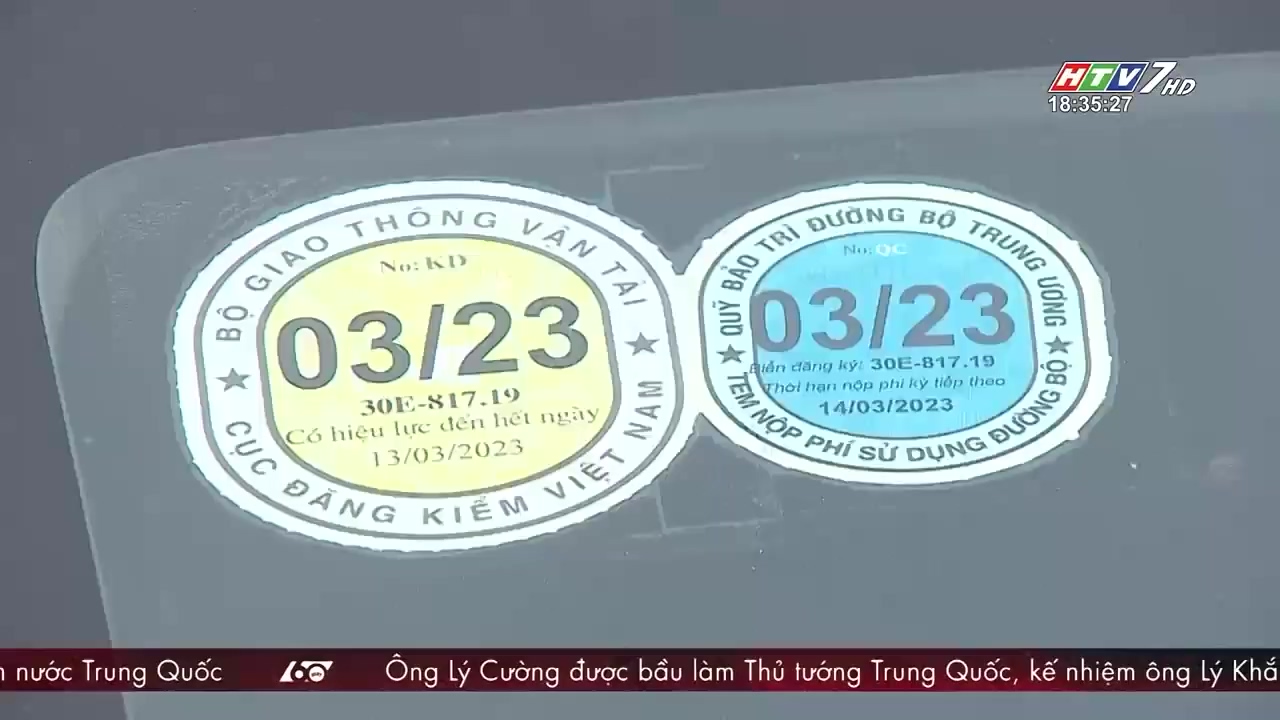 HTV7 HD
18:35:27
BỘ GIAO THÔNG VẬN TẢI
No: KD
03/23
30E-817.19
Có hiệu lực đến hết ngày
13/03/2023
★ CỤC ĐĂNG KIỂM VIỆT NAM ★
QUỸ BẢO TRÌ ĐƯỜNG BỘ TRUNG ƯƠNG
No: QC
03/23
Biển đăng ký: 30E-817.19
Thời hạn nộp phí kỳ tiếp theo
14/03/2023
★ TEM NỘP PHÍ SỬ DỤNG ĐƯỜNG BỘ ★
nước Trung Quốc 60 giây Ông Lý Cường được bầu làm Thủ tướng Trung Quốc, kế nhiệm ông Lý